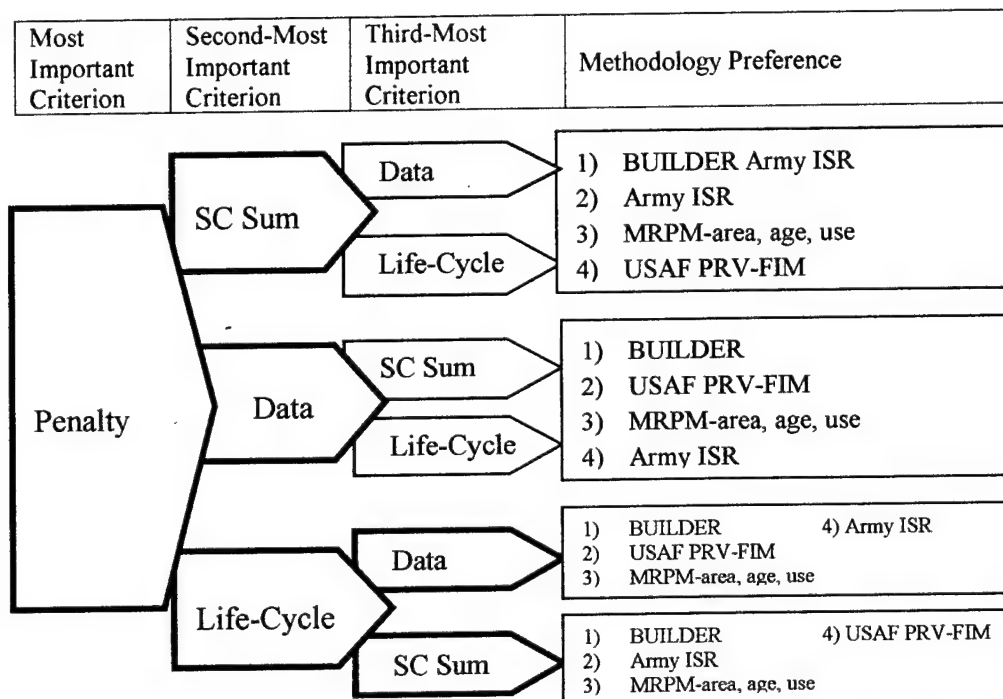 Most
Important
Criterion
Second-Most
Important
Criterion
Third-Most
Important
Criterion
Methodology Preference
Penalty
SC Sum
Data
Life-Cycle
1) BUILDER Army ISR
2) Army ISR
3) MRPM-area, age, use
4) USAF PRV-FIM
Data
SC Sum
Life-Cycle
1) BUILDER
2) USAF PRV-FIM
3) MRPM-area, age, use
4) Army ISR
Life-Cycle
Data
1) BUILDER 4) Army ISR
2) USAF PRV-FIM
3) MRPM-area, age, use
SC Sum
1) BUILDER 4) USAF PRV-FIM
2) Army ISR
3) MRPM-area, age, use